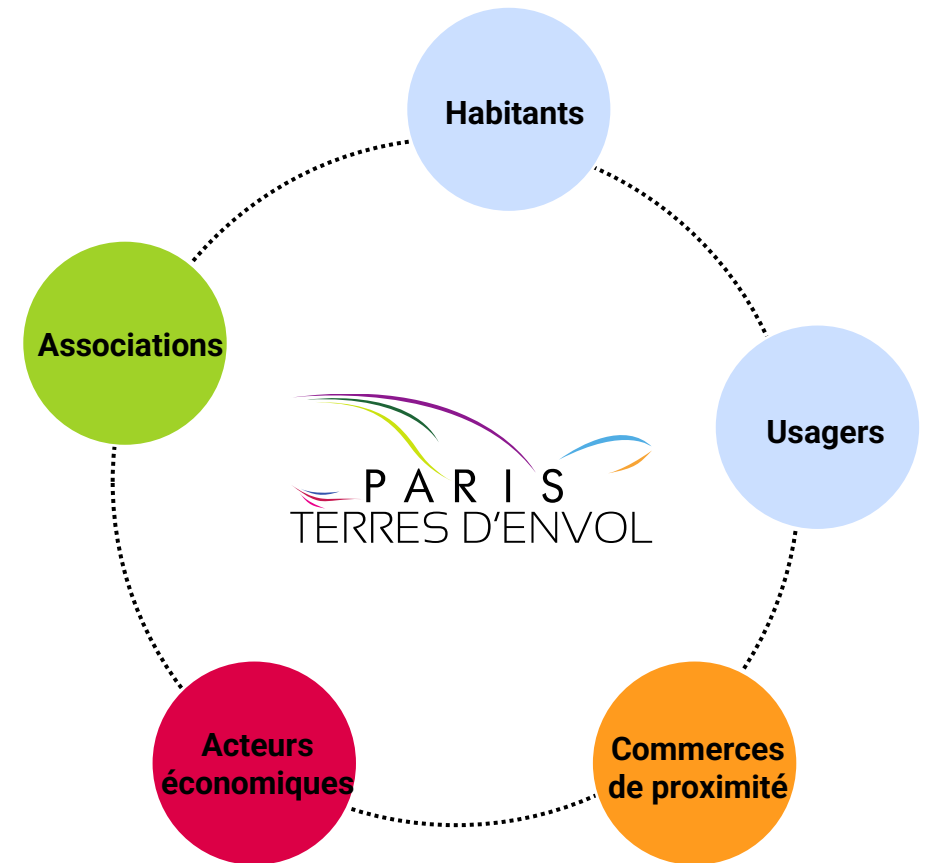 Habitants
Associations
Usagers
PARIS
TERRES D'ENVOL
Acteurs
économiques
Commerces
de proximité